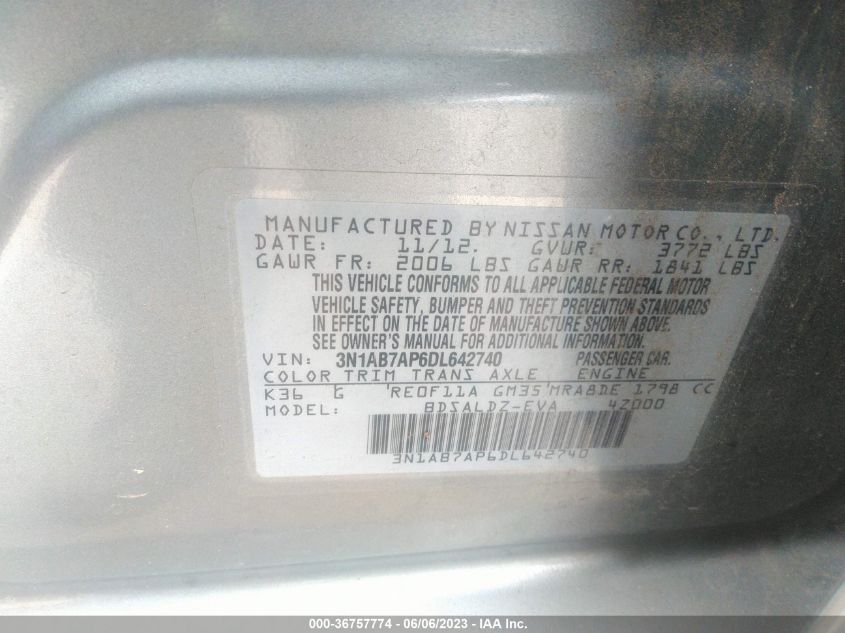 MANUFACTURED BY NISSAN MOTOR CO., LTD.
DATE: 11/12. GVWR: 3772 LBS
GAWR FR: 2006 LBS GAWR RR: 1841 LBS
THIS VEHICLE CONFORMS TO ALL APPLICABLE FEDERAL MOTOR
VEHICLE SAFETY, BUMPER AND THEFT PREVENTION STANDARDS
IN EFFECT ON THE DATE OF MANUFACTURE SHOWN ABOVE.
SEE OWNER'S MANUAL FOR ADDITIONAL INFORMATION.
VIN: 3N1AB7AP6DL642740 PASSENGER CAR.
COLOR TRIM TRANS AXLE ENGINE
K36 G RE0F11A GM35 MRA8DE 1798 CC
MODEL: BDSALDZ-EVA 4Z000
3N1AB7AP6DL642740
000-36757774 - 06/06/2023 - IAA Inc.